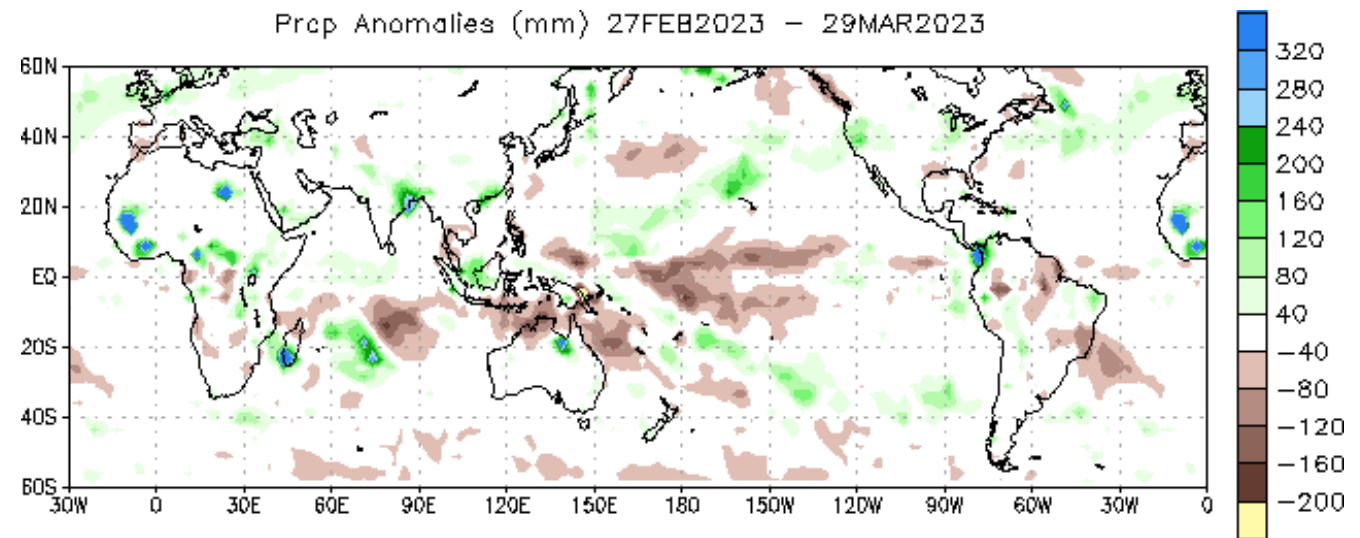 Prcp Anomalies (mm) 27FEB2023 – 29MAR2023
60N
40N
20N
EQ
20S
40S
60S
30W 0 30E 60E 90E 120E 150E 180 150W 120W 90W 60W 30W 0
320
280
240
200
160
120
80
40
−40
−80
−120
−160
−200